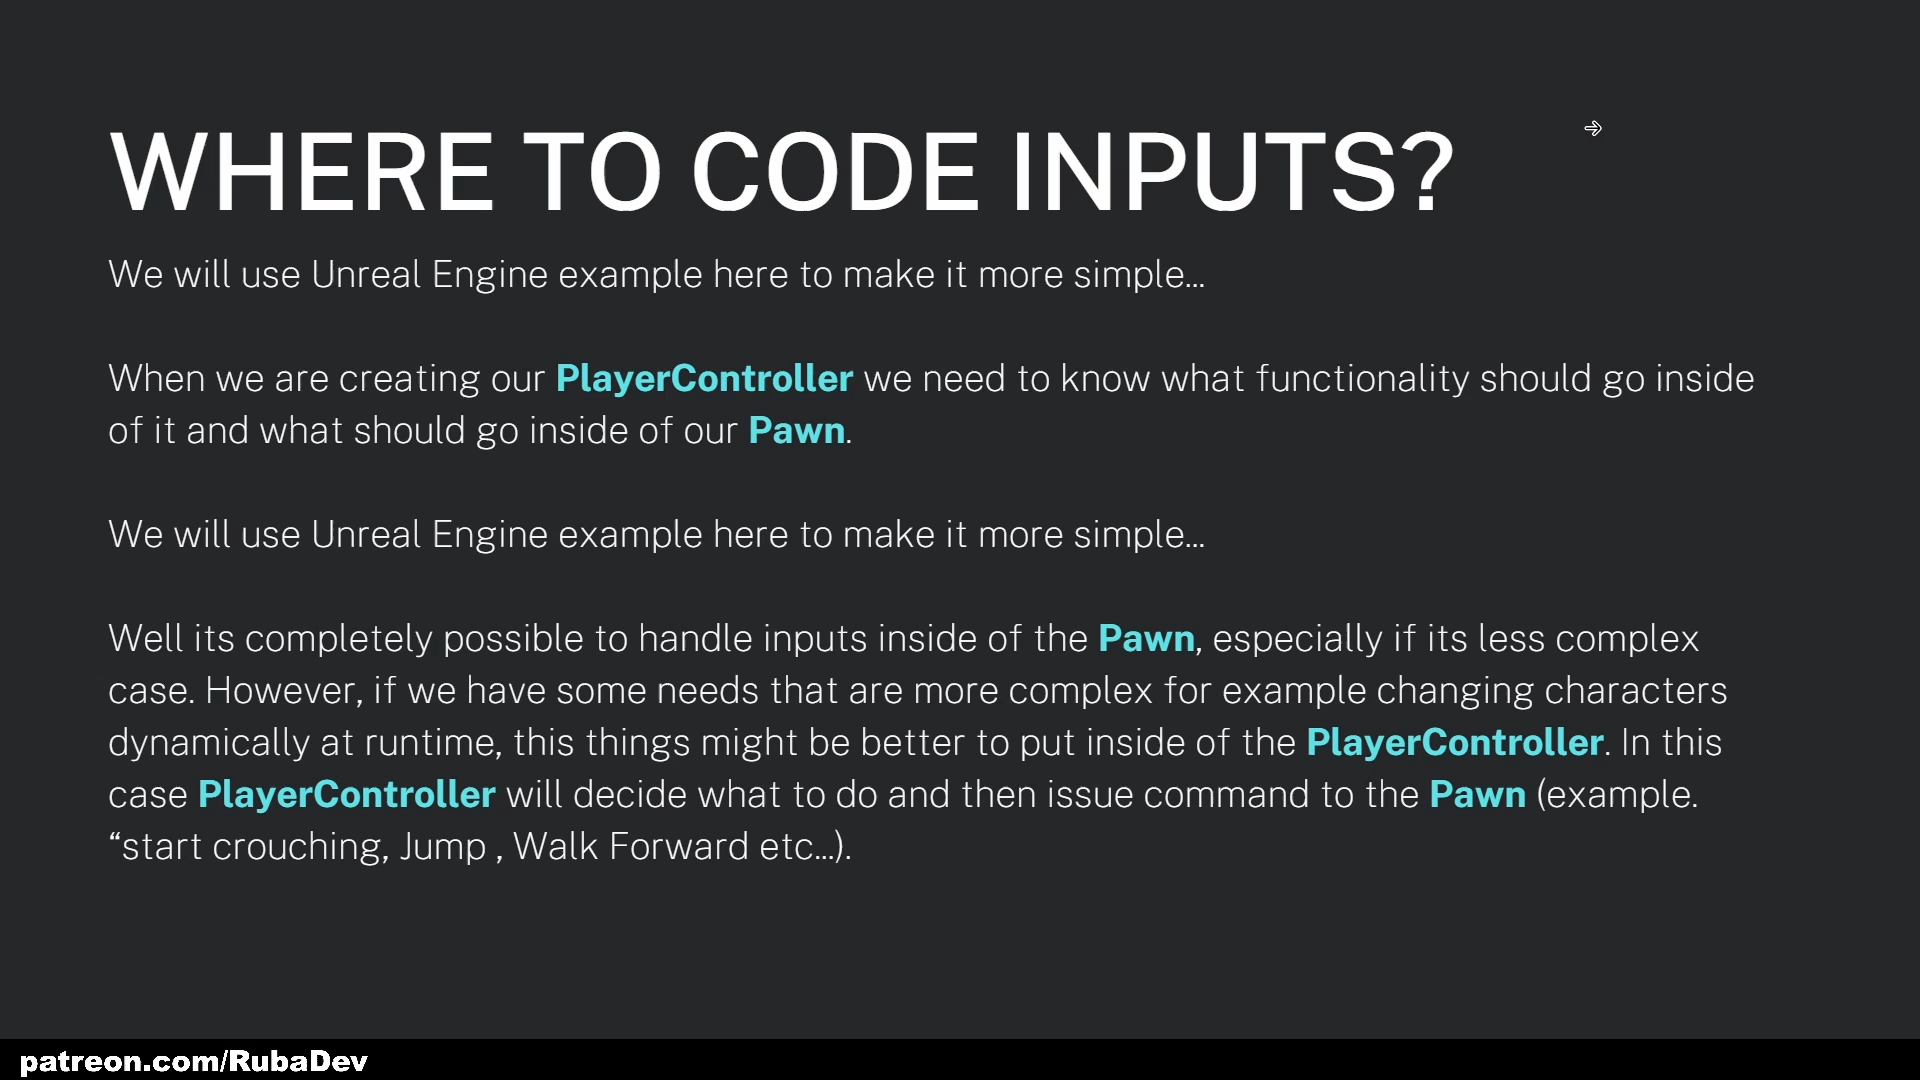 WHERE TO CODE INPUTS?
We will use Unreal Engine example here to make it more simple...
When we are creating our PlayerController we need to know what functionality should go inside
of it and what should go inside of our Pawn.
We will use Unreal Engine example here to make it more simple...
Well its completely possible to handle inputs inside of the Pawn, especially if its less complex
case. However, if we have some needs that are more complex for example changing characters
dynamically at runtime, this things might be better to put inside of the PlayerController. In this
case PlayerController will decide what to do and then issue command to the Pawn (example.
“start crouching, Jump , Walk Forward etc...).
patreon.com/RubaDev